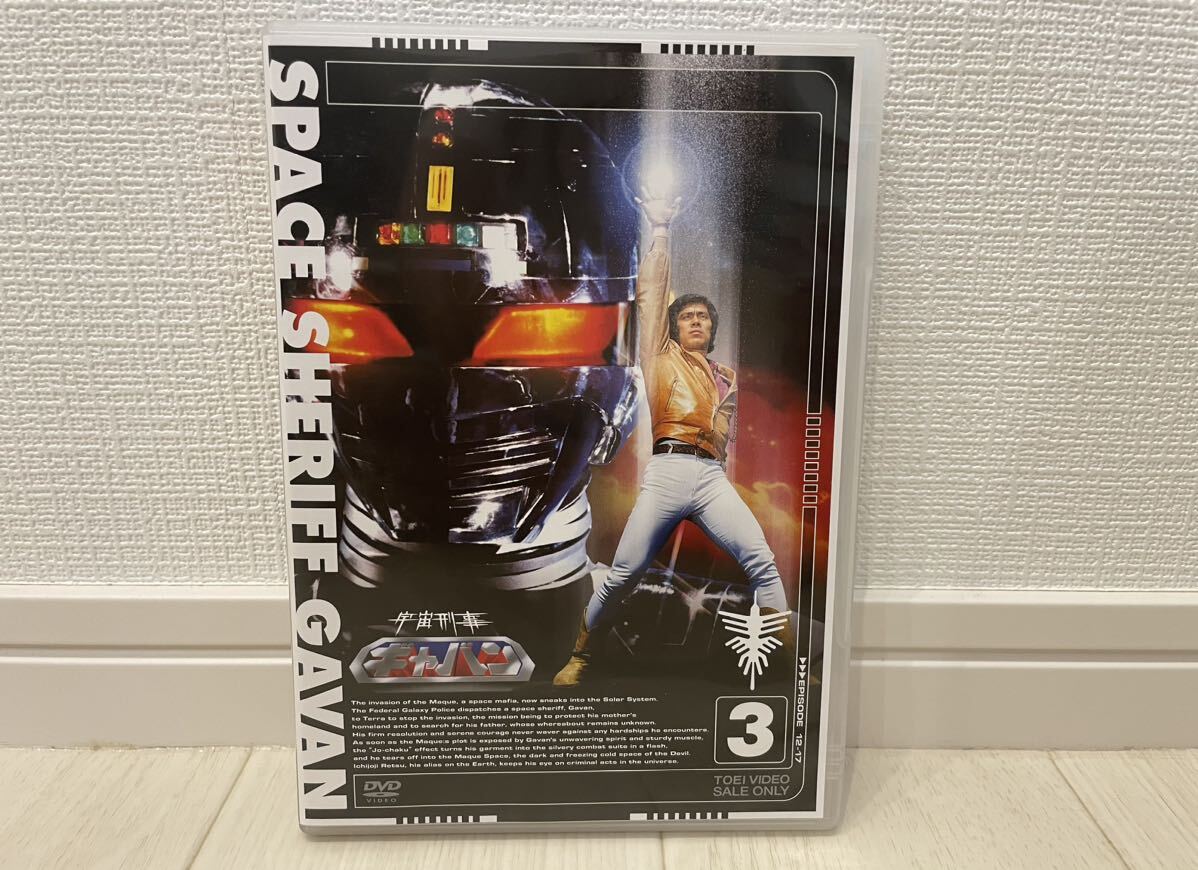 SPACE SHERIFF GAVAN
宇宙刑事
ギャバン
The invasion of the Maque, a space mafia, now sneaks into the Solar System.
The Federal Galaxy Police dispatches a space sheriff, Gavan,
to Terra to stop the invasion, the mission being to protect his mother's
homeland and to search for his father, whose whereabout remains unknown.
His firm resolution and serene courage never waver against any hardships he encounters.
As soon as the Maque:s plot is exposed by Gavan's unwavering spirit and sturdy muscle,
the "Jo-chaku" effect turns his garment into the silvery combat suite in a flash,
and he tears off into the Maque Space, the dark and freezing cold space of the Devil.
Ichijoji Retsu, his alias on the Earth, keeps his eye on criminal acts in the universe.
DVD
VIDEO
3
EPISODE 12-17
TOEI VIDEO
SALE ONLY